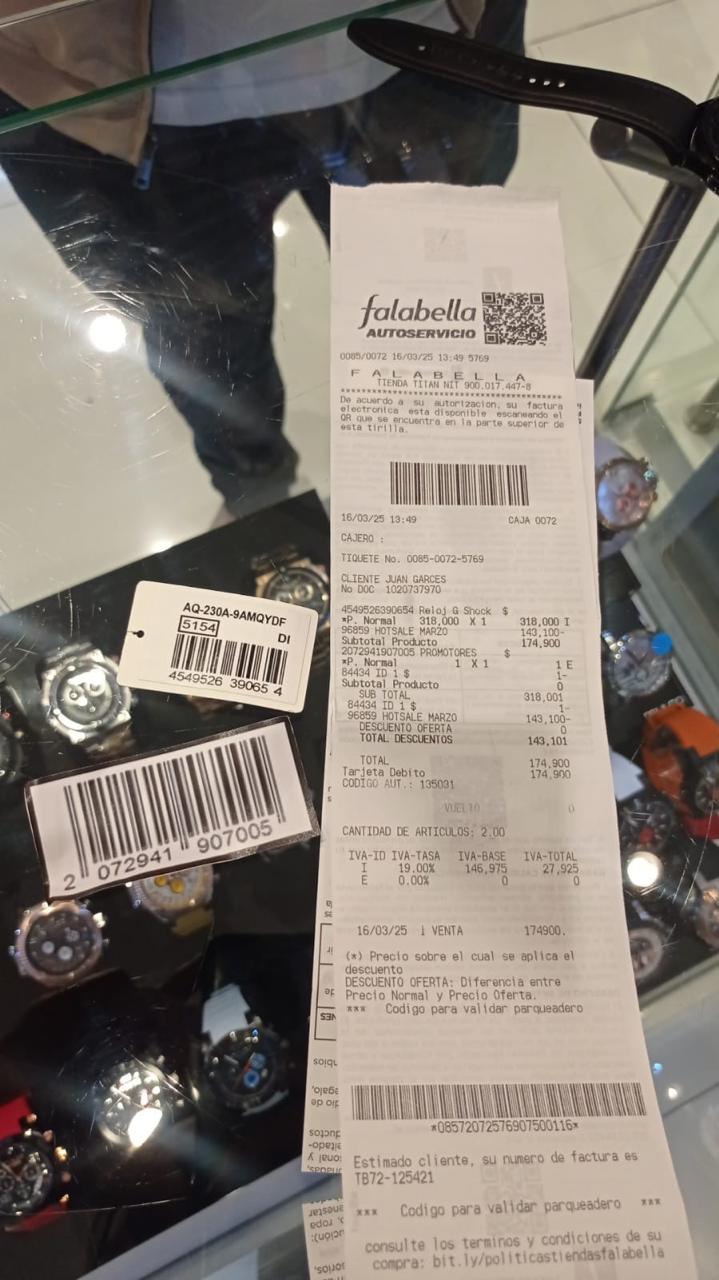 falabella
AUTOSERVICIO
0085/0072 16/03/25 13:49 5769
F A L A B E L L A
TIENDA TITAN NIT 900.017.447-8
****************************************
De acuerdo a su autorizacion, su factura
electronica esta disponible escaneando el
QR que se encuentra en la parte superior de
esta tirilla.
16/03/25 13:49 CAJA 0072
CAJERO :
TIQUETE No. 0085-0072-5769
CLIENTE JUAN GARCES
No DOC 1020737970
4549526390654 Reloj G Shock $
*P. Normal 318,000 X 1 318,000 I
96859 HOTSALE MARZO 143,100-
Subtotal Producto 174,900
2072941907005 PROMOTORES $
*P. Normal 1 X 1 1 E
84434 ID 1 $ 1-
Subtotal Producto 0
SUB TOTAL 318,001
84434 ID 1 $ 1-
96859 HOTSALE MARZO 143,100-
DESCUENTO OFERTA 0
TOTAL DESCUENTOS 143,101
TOTAL 174,900
Tarjeta Debito 174,900
CODIGO AUT.: 135031
VUELTO 0
CANTIDAD DE ARTICULOS: 2.00
IVA-ID IVA-TASA IVA-BASE IVA-TOTAL
I 19.00% 146,975 27,925
E 0.00% 0 0
16/03/25 1 VENTA 174900.
(*) Precio sobre el cual se aplica el
descuento
DESCUENTO OFERTA: Diferencia entre
Precio Normal y Precio Oferta.
*** Codigo para validar parqueadero
*08572072576907500116*
Estimado cliente, su numero de factura es
TB72-125421
*** Codigo para validar parqueadero ***
consulte los terminos y condiciones de su
compra: bit.ly/politicastiendasfalabella
AQ-230A-9AMQYDF
5154
DI
4549526 39065 4
2 072941 907005